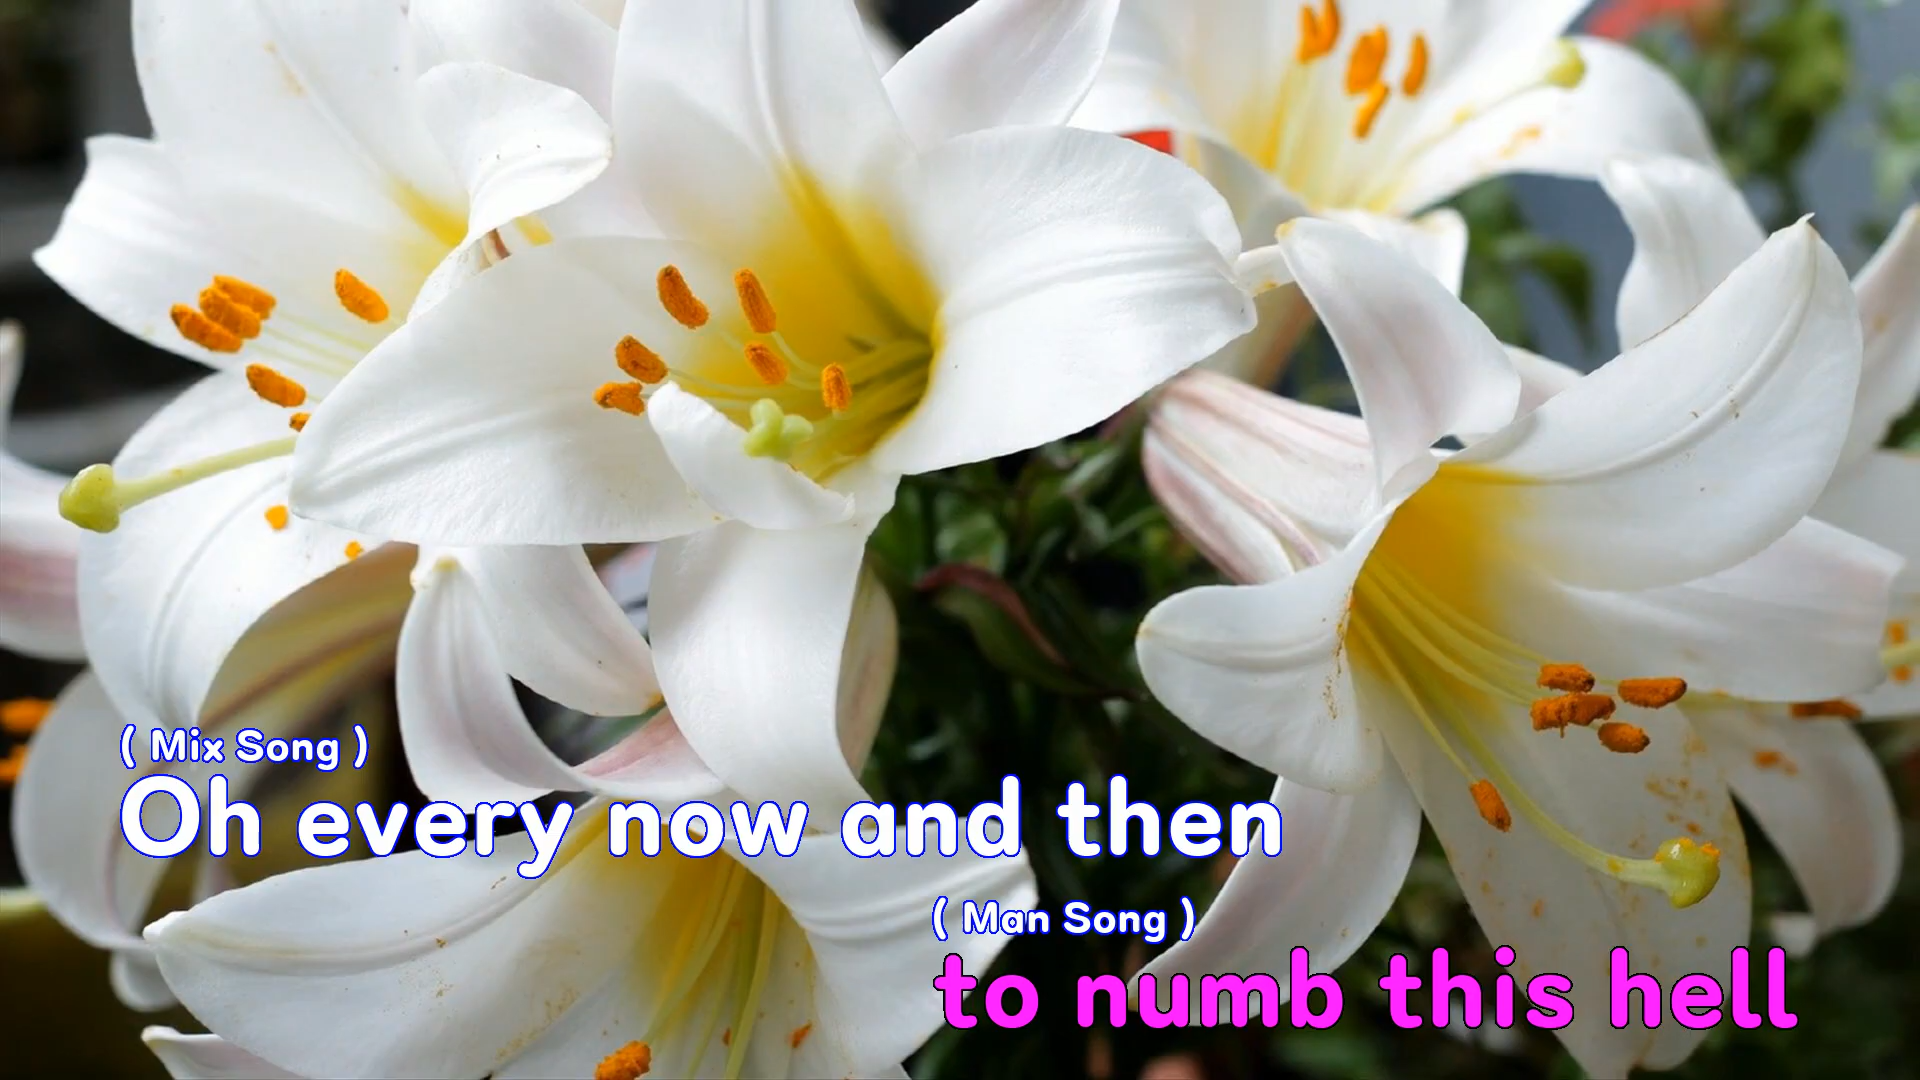 ( Mix Song )
Oh every now and then
( Man Song )
to numb this hell